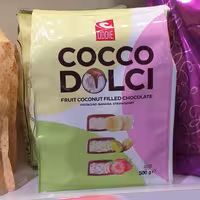 COCCO
DOLCI
FRUIT COCONUT FILLED CHOCOLATE
500 g e